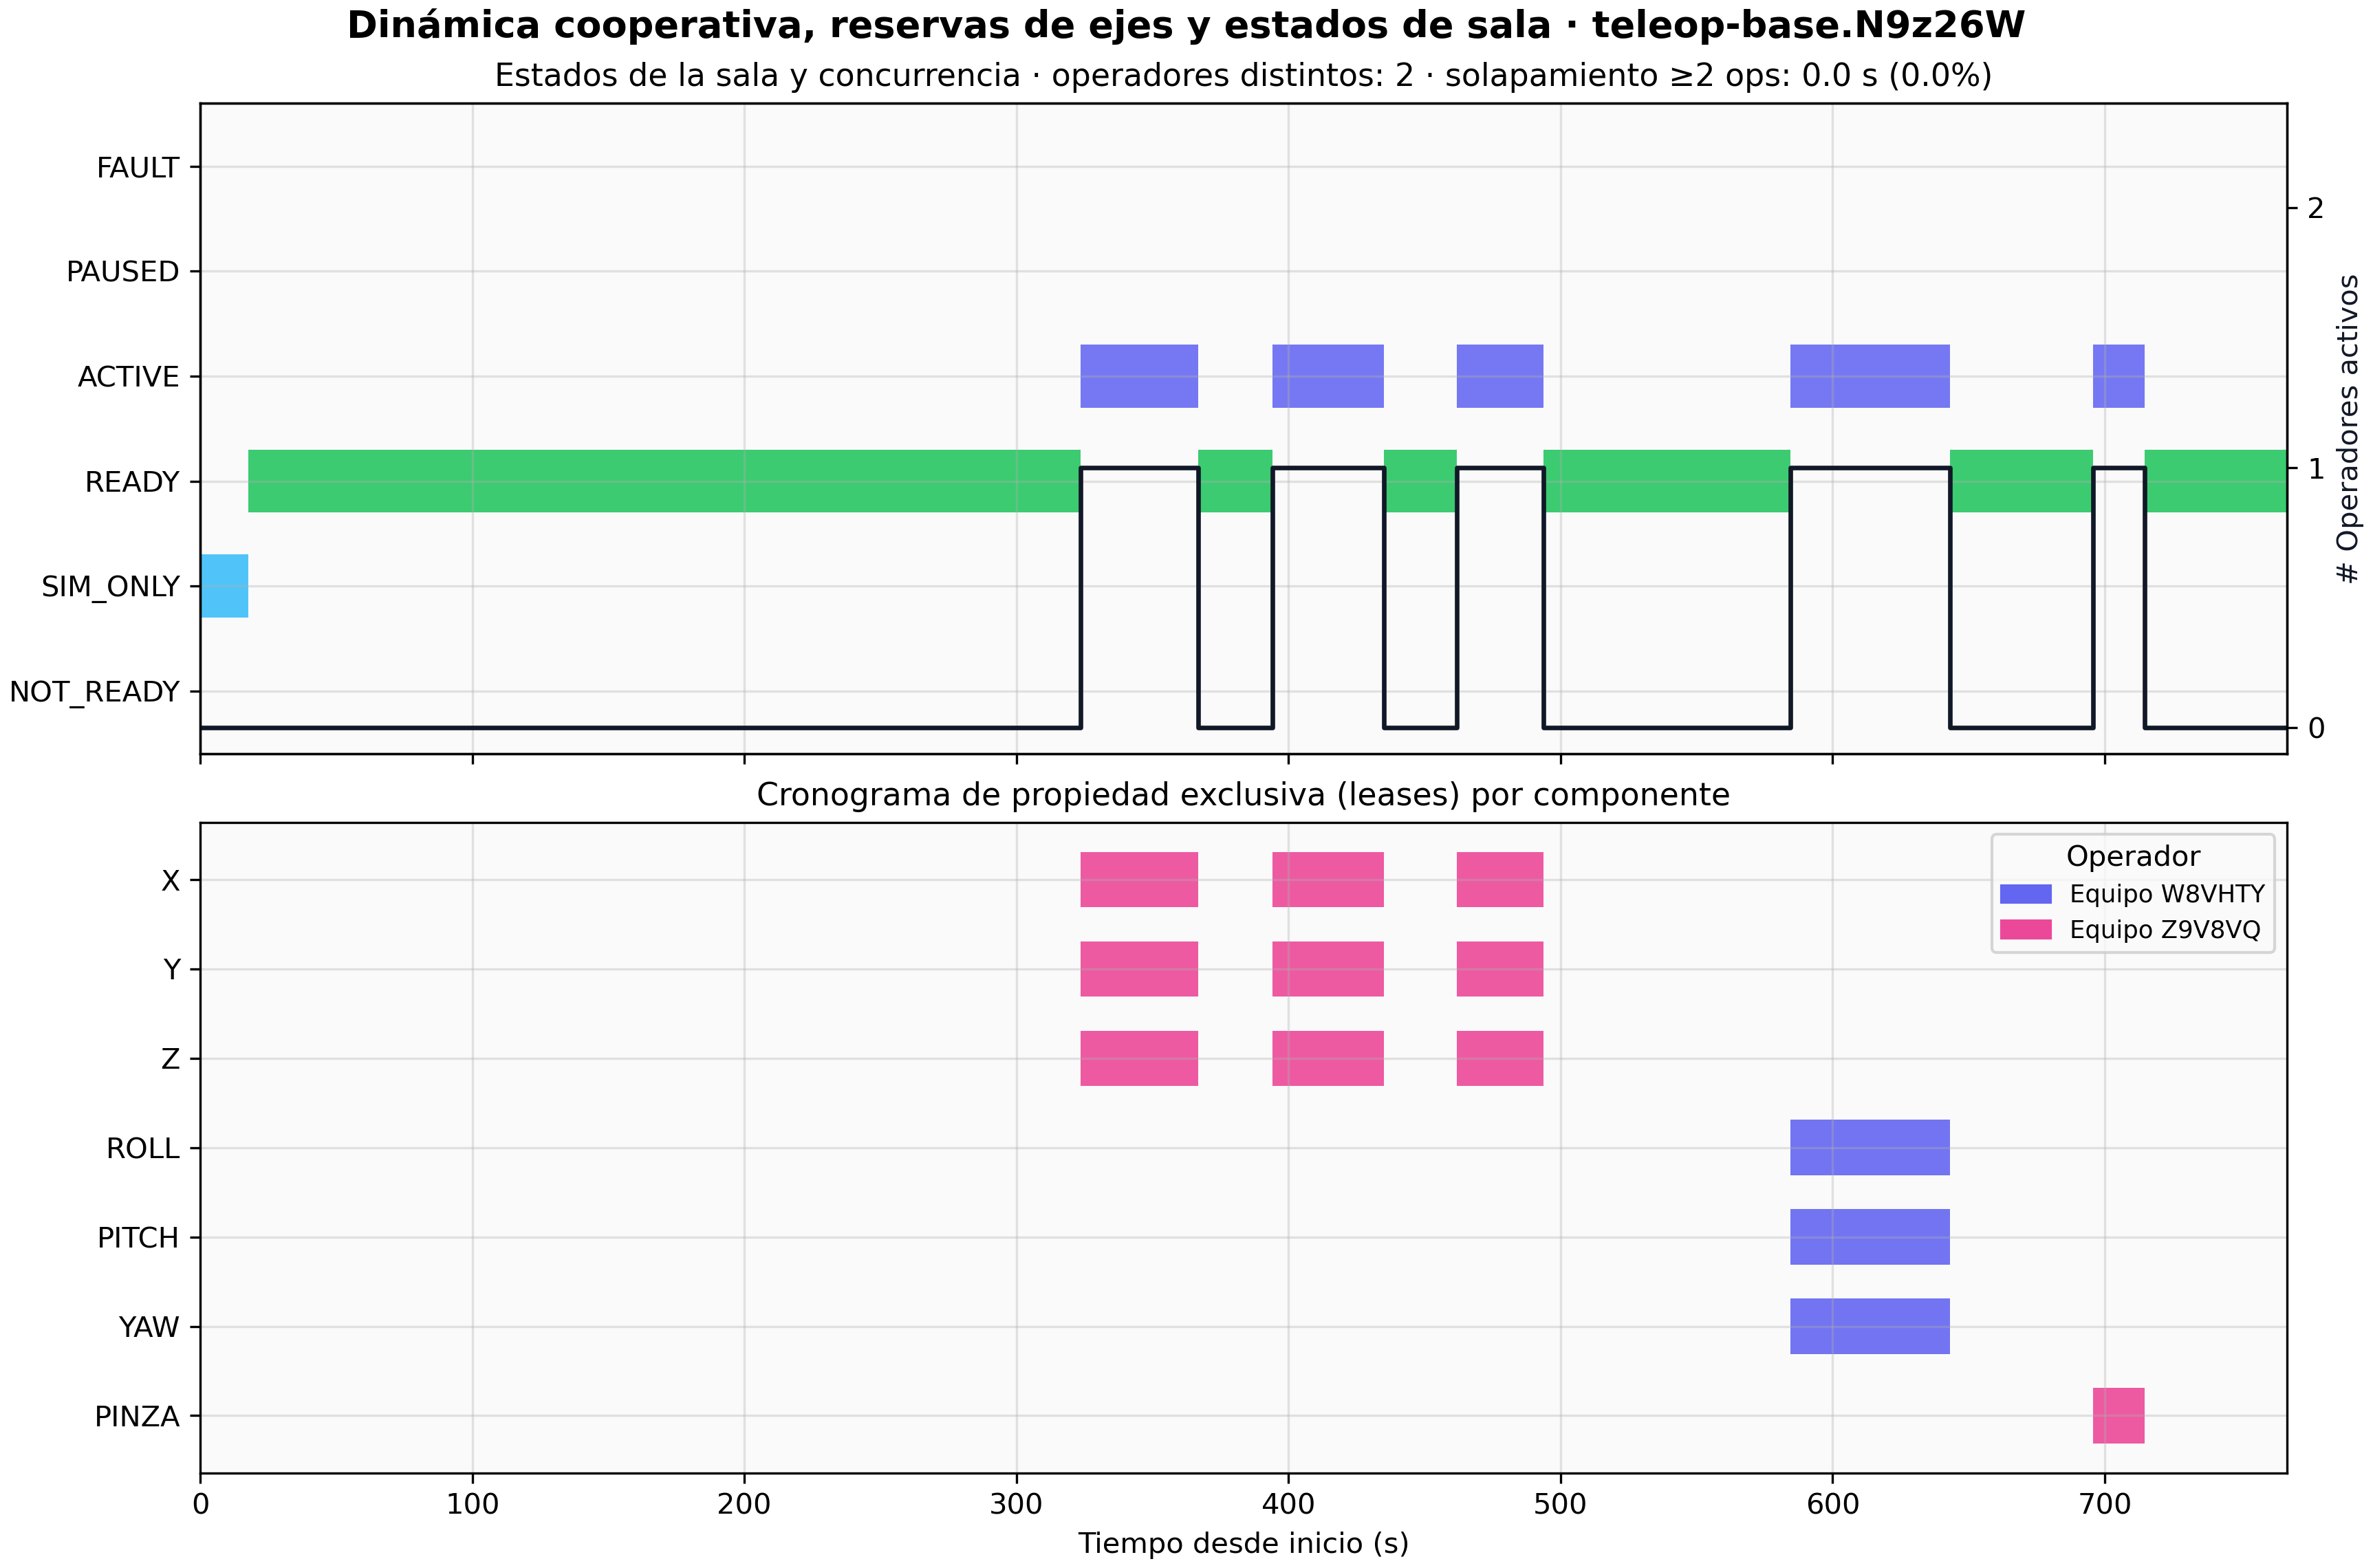 Dinámica cooperativa, reservas de ejes y estados de sala · teleop-base.N9z26W
Estados de la sala y concurrencia · operadores distintos: 2 · solapamiento ≥2 ops: 0.0 s (0.0%)
FAULT
PAUSED
ACTIVE
READY
SIM_ONLY
NOT_READY
2
1
0
# Operadores activos
Cronograma de propiedad exclusiva (leases) por componente
Operador
Equipo W8VHTY
Equipo Z9V8VQ
X
Y
Z
ROLL
PITCH
YAW
PINZA
0 100 200 300 400 500 600 700
Tiempo desde inicio (s)